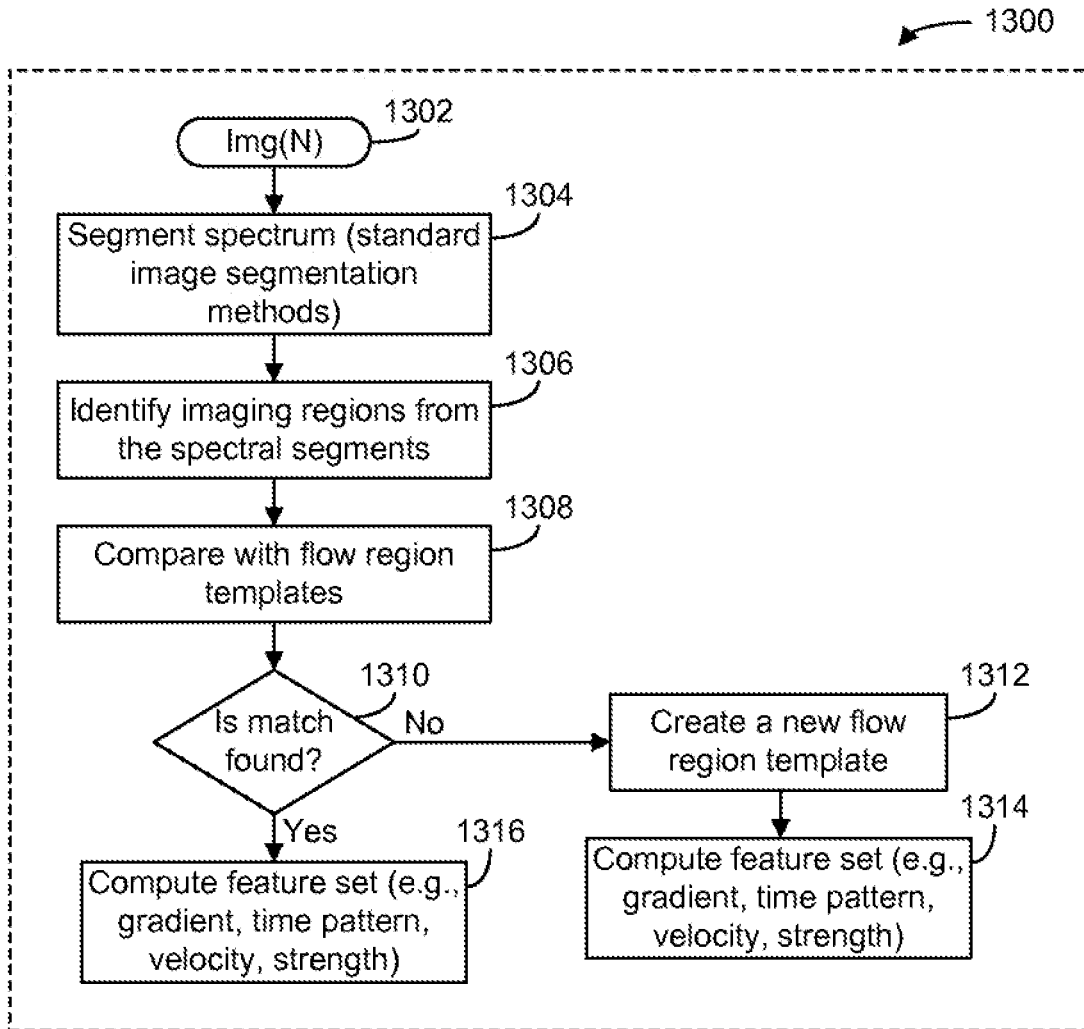 1300
1302
Img(N)
1304
Segment spectrum (standard
image segmentation
methods)
1306
Identify imaging regions from
the spectral segments
1308
Compare with flow region
templates
1310
Is match
found?
No
1312
Create a new flow
region template
Yes
1316
Compute feature set (e.g.,
gradient, time pattern,
velocity, strength)
1314
Compute feature set (e.g.,
gradient, time pattern,
velocity, strength)